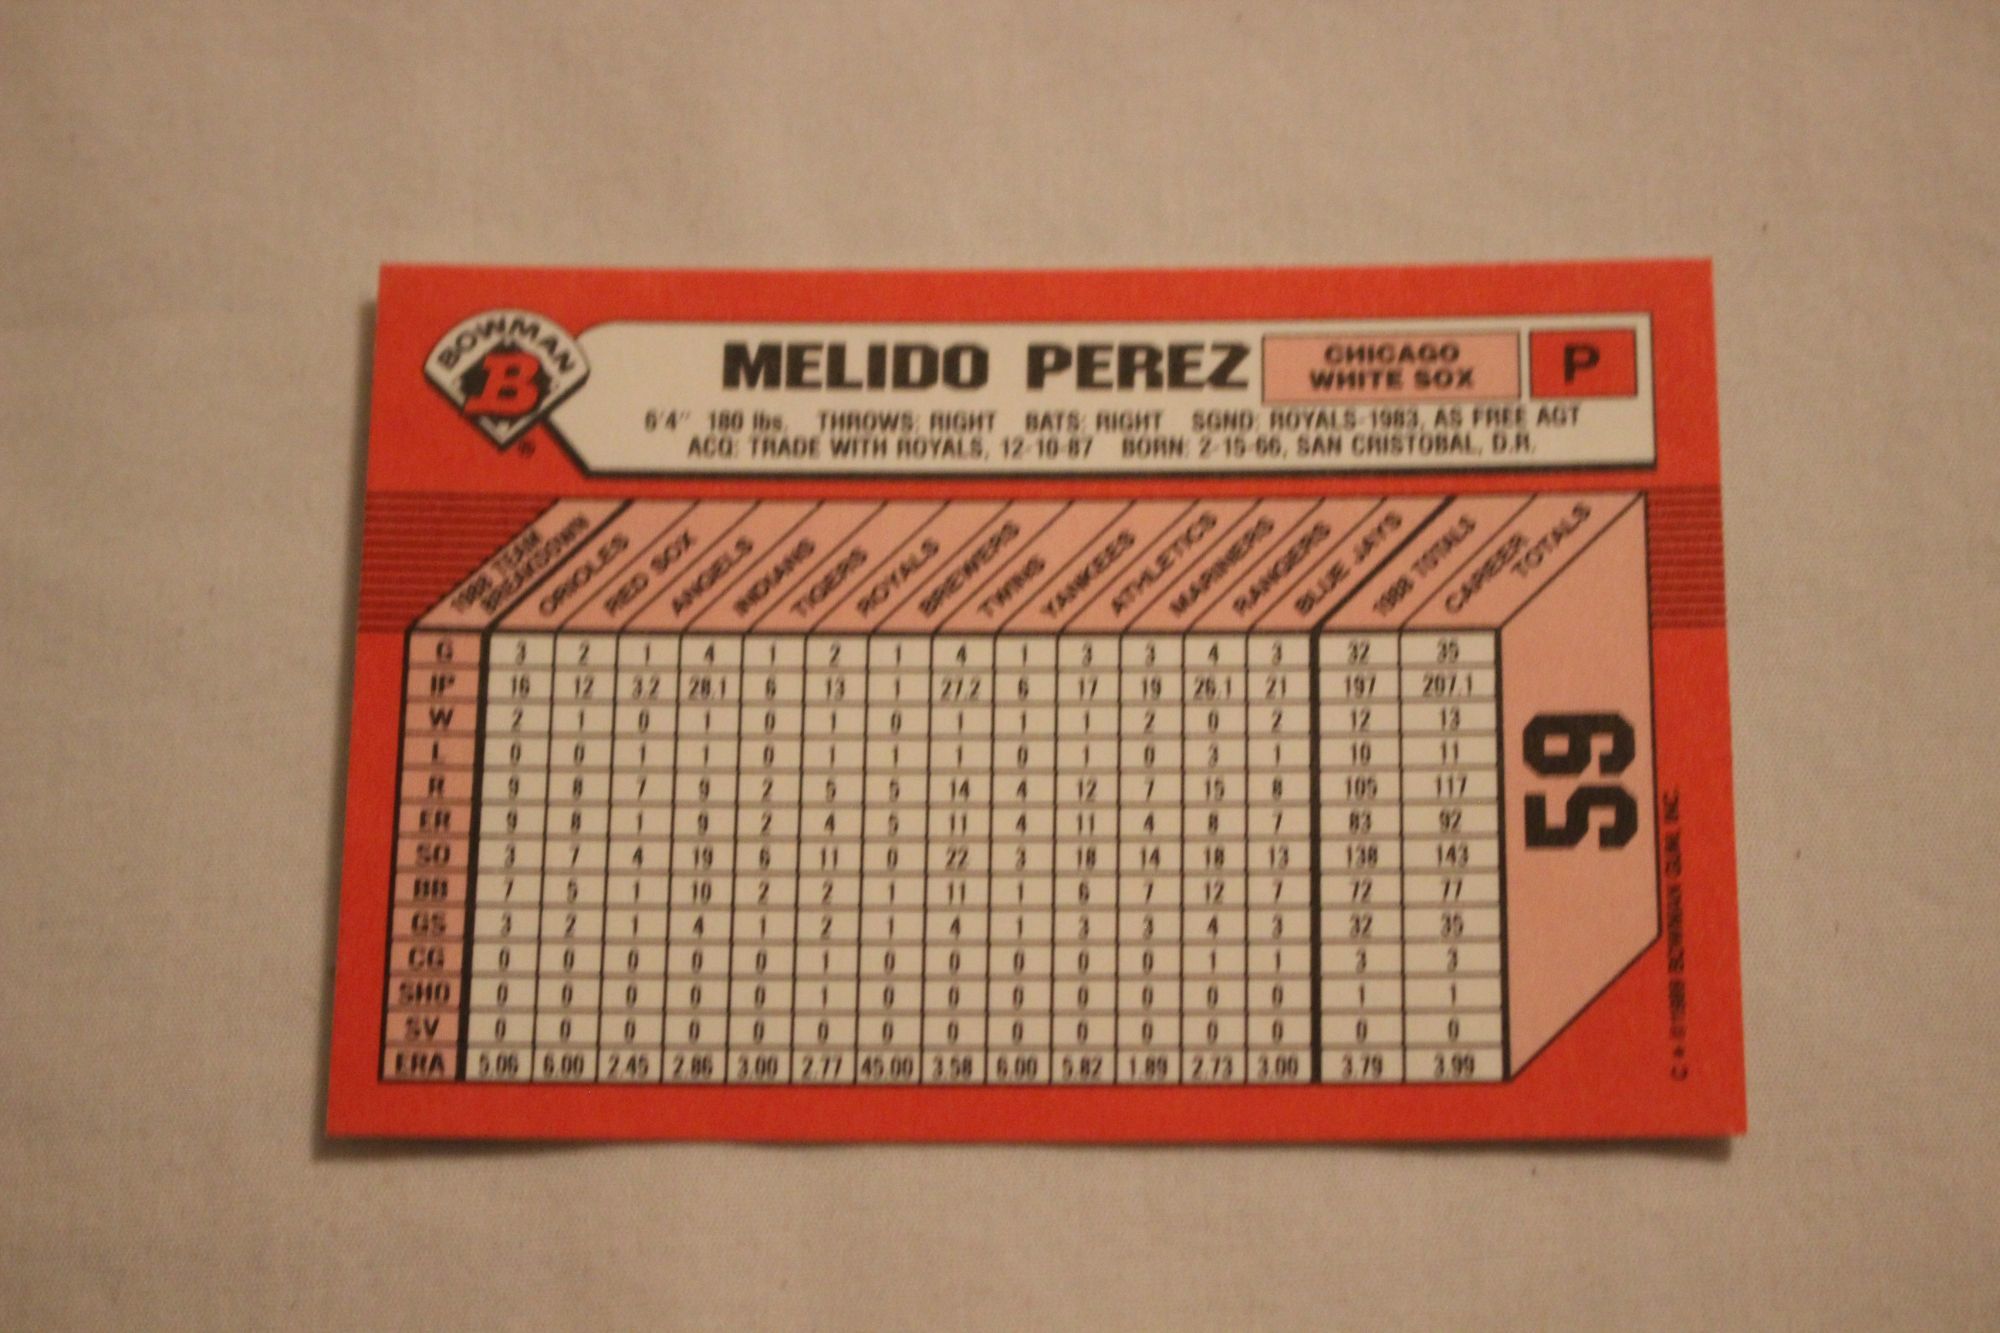 BOWMAN
B
®
MELIDO PEREZ
CHICAGO
WHITE SOX
P
6'4" 180 lbs. THROWS: RIGHT BATS: RIGHT SGND: ROYALS-1983, AS FREE AGT
ACQ: TRADE WITH ROYALS, 12-10-87 BORN: 2-15-66, SAN CRISTOBAL, D.R.
1988 TEAM
BREAKSDOWN
ORIOLES
RED SOX
ANGELS
INDIANS
TIGERS
ROYALS
BREWERS
TWINS
YANKEES
ATHLETICS
MARINERS
RANGERS
BLUE JAYS
1988 TOTALS
CAREER
TOTALS
G 3 2 1 4 1 2 1 4 1 3 3 4 3 32 35
IP 16 12 3.2 28.1 6 13 1 27.2 6 17 19 26.1 21 197 207.1
W 2 1 0 1 0 1 0 1 1 1 2 0 2 12 13
L 0 0 1 1 0 1 1 1 0 1 0 3 1 10 11
R 9 8 7 9 2 5 5 14 4 12 7 15 8 105 117
ER 9 8 1 9 2 4 5 11 4 11 4 8 7 83 92
SO 3 7 4 19 6 11 0 22 3 18 14 18 13 138 143
BB 7 5 1 10 2 2 1 11 1 6 7 12 7 72 77
GS 3 2 1 4 1 2 1 4 1 3 3 4 3 32 35
CG 0 0 0 0 0 1 0 0 0 0 0 1 1 3 3
SHO 0 0 0 0 0 1 0 0 0 0 0 0 0 1 1
SV 0 0 0 0 0 0 0 0 0 0 0 0 0 0 0
ERA 5.06 6.00 2.45 2.86 3.00 2.77 45.00 3.58 6.00 5.82 1.89 2.73 3.00 3.79 3.99
59
C * ©1989 BOWMAN GUM, INC.